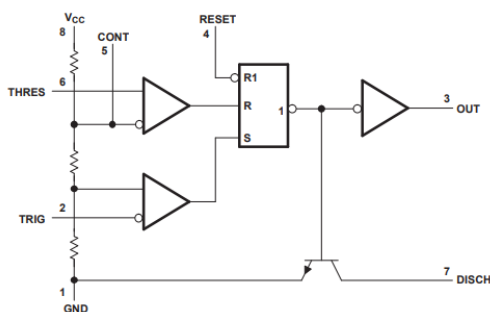 VCC
8
CONT
5
RESET
4
6
THRES
R1
R
1
S
3
OUT
2
TRIG
7
DISCH
1
GND